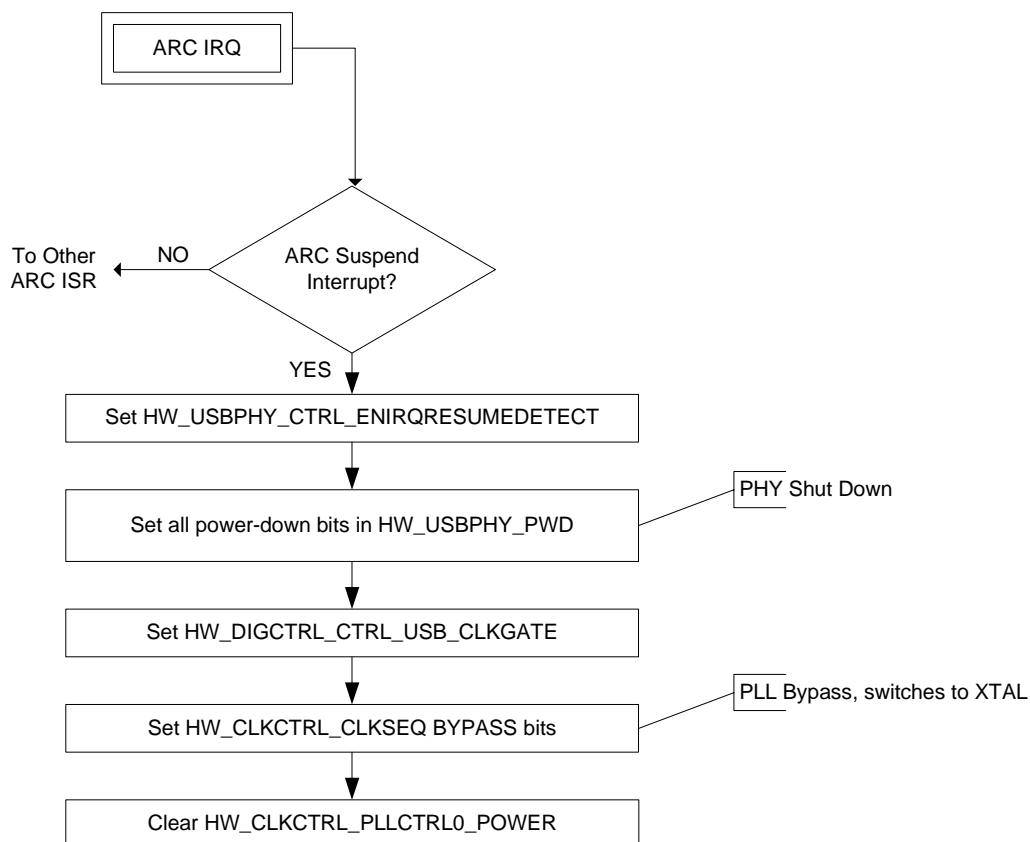 ARC IRQ
To Other
ARC ISR
NO
ARC Suspend
Interrupt?
YES
Set HW_USBPHY_CTRL_ENIRQRESUMEDETECT
PHY Shut Down
Set all power-down bits in HW_USBPHY_PWD
Set HW_DIGCTRL_CTRL_USB_CLKGATE
PLL Bypass, switches to XTAL
Set HW_CLKCTRL_CLKSEQ BYPASS bits
Clear HW_CLKCTRL_PLLCTRL0_POWER